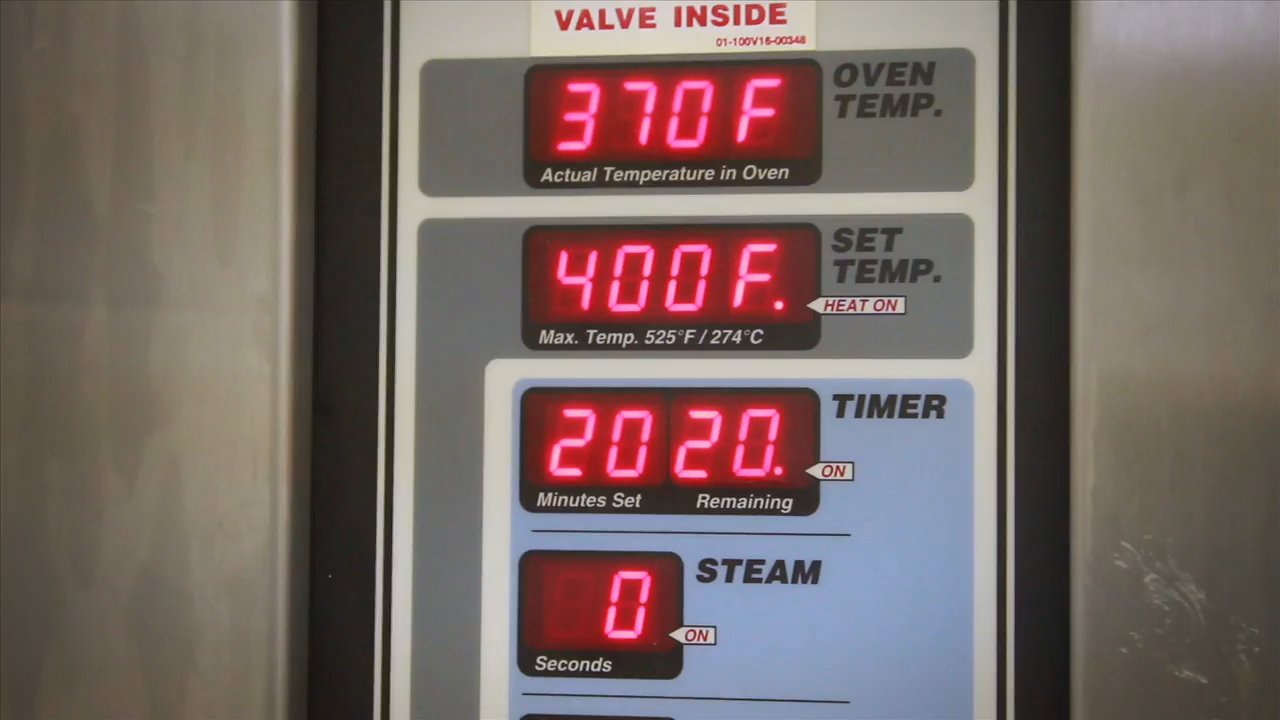 VALVE INSIDE
01-100V16-00348
370F
OVEN
TEMP.
Actual Temperature in Oven
400F.
SET
TEMP.
HEAT ON
Max. Temp. 525°F / 274°C
20 20.
TIMER
ON
Minutes Set Remaining
0
STEAM
ON
Seconds